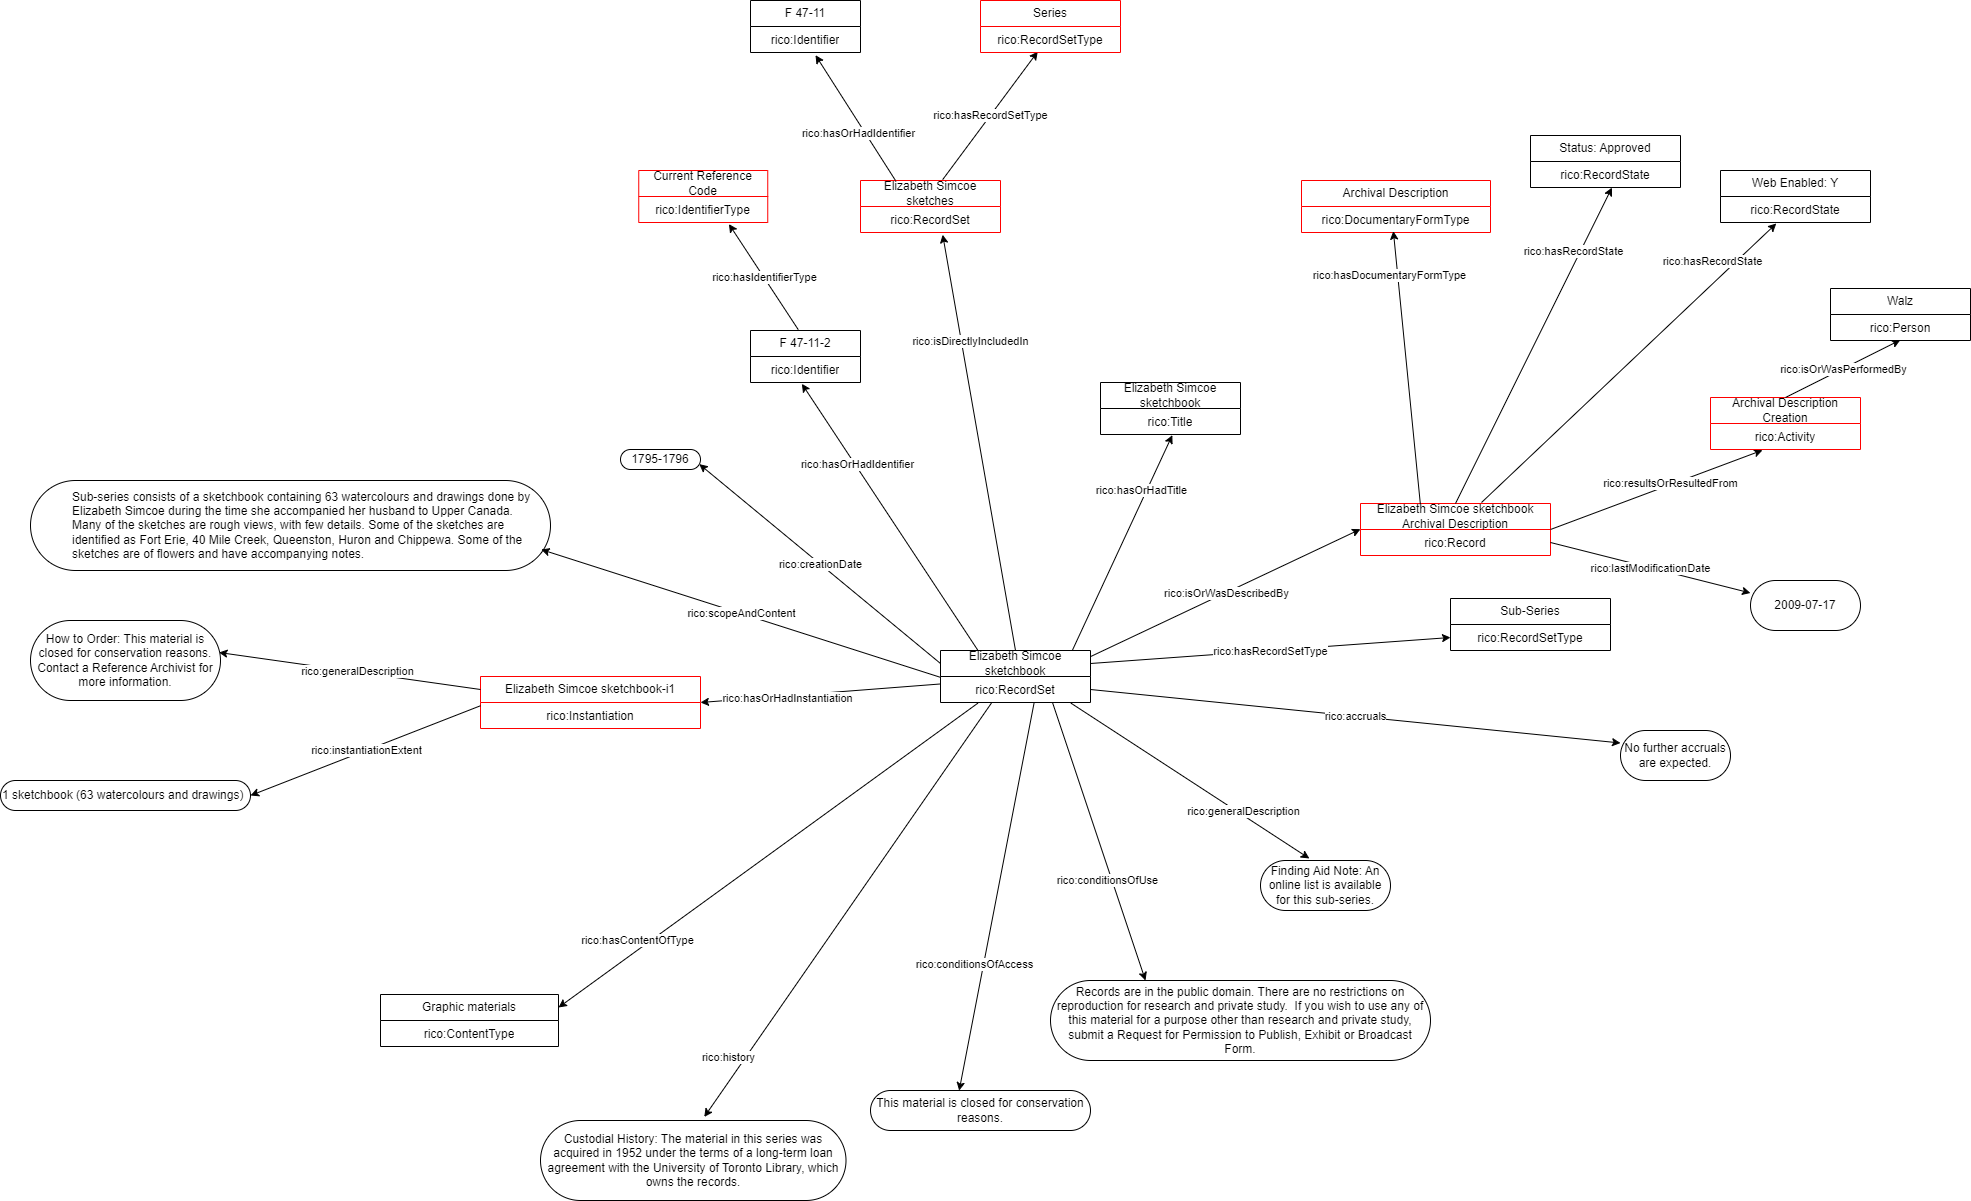 F 47-11
rico:Identifier
Series
rico:RecordSetType
rico:hasOrHadIdentifier
rico:hasRecordSetType
Current Reference
Code
rico:IdentifierType
Elizabeth Simcoe
sketches
rico:RecordSet
Archival Description
rico:DocumentaryFormType
Status: Approved
rico:RecordState
Web Enabled: Y
rico:RecordState
rico:hasIdentifierType
rico:hasDocumentaryFormType
rico:hasRecordState
rico:hasRecordState
Walz
rico:Person
F 47-11-2
rico:Identifier
rico:isDirectlyIncludedIn
rico:isOrWasPerformedBy
Elizabeth Simcoe
sketchbook
rico:Title
Archival Description
Creation
rico:Activity
1795-1796
rico:hasOrHadIdentifier
rico:hasOrHadTitle
rico:resultsOrResultedFrom
Sub-series consists of a sketchbook containing 63 watercolours and drawings done by
Elizabeth Simcoe during the time she accompanied her husband to Upper Canada.
Many of the sketches are rough views, with few details. Some of the sketches are
identified as Fort Erie, 40 Mile Creek, Queenston, Huron and Chippewa. Some of the
sketches are of flowers and have accompanying notes.
Elizabeth Simcoe sketchbook
Archival Description
rico:Record
rico:creationDate
rico:lastModificationDate
rico:scopeAndContent
rico:isOrWasDescribedBy
2009-07-17
Sub-Series
rico:RecordSetType
How to Order: This material is
closed for conservation reasons.
Contact a Reference Archivist for
more information.
rico:generalDescription
Elizabeth Simcoe
sketchbook
rico:RecordSet
rico:hasRecordSetType
Elizabeth Simcoe sketchbook-i1
rico:Instantiation
rico:hasOrHadInstantiation
rico:accruals
rico:instantiationExtent
No further accruals
are expected.
1 sketchbook (63 watercolours and drawings)
rico:generalDescription
Finding Aid Note: An
online list is available
for this sub-series.
rico:conditionsOfUse
rico:hasContentOfType
rico:conditionsOfAccess
Graphic materials
rico:ContentType
Records are in the public domain. There are no restrictions on
reproduction for research and private study.  If you wish to use any of
this material for a purpose other than research and private study,
submit a Request for Permission to Publish, Exhibit or Broadcast
Form.
rico:history
This material is closed for conservation
reasons.
Custodial History: The material in this series was
acquired in 1952 under the terms of a long-term loan
agreement with the University of Toronto Library, which
owns the records.